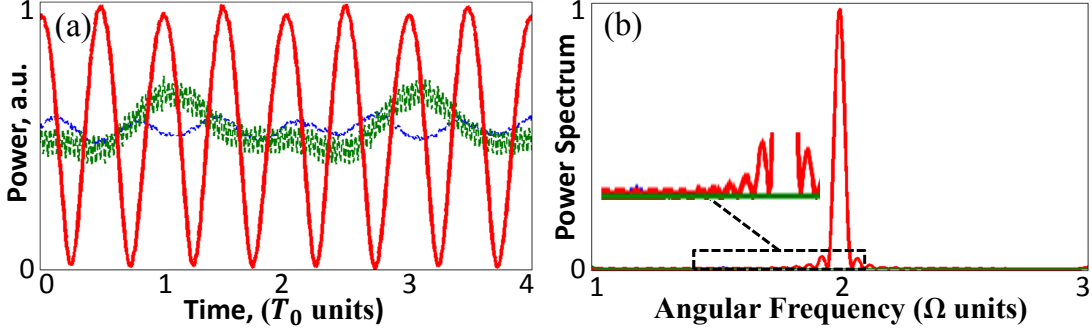 (a)
1
0
Power, a.u.
0 1 2 3 4
Time, (T₀ units)
(b)
1
0
Power Spectrum
1 2 3
Angular Frequency (Ω units)